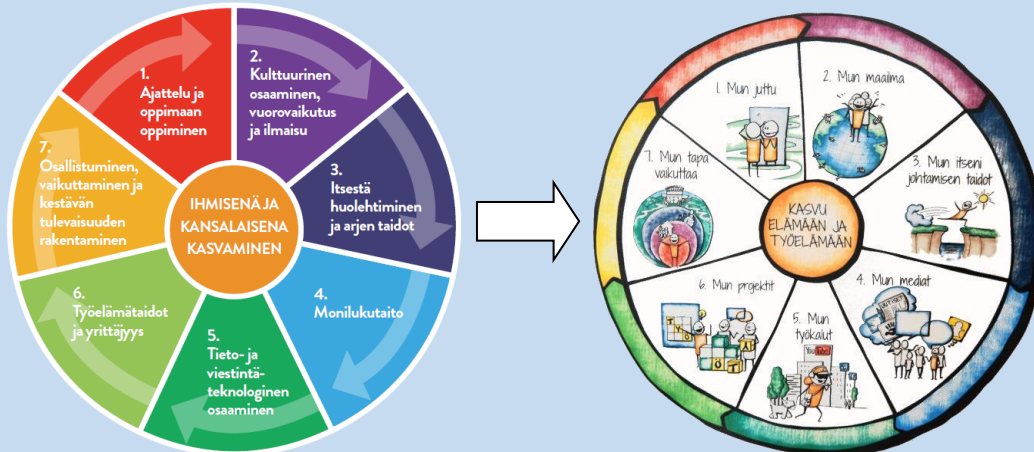 1.
Ajattelu ja
oppimaan
oppiminen
2.
Kulttuurinen
osaaminen,
vuorovaikutus
ja ilmaisu
3.
Itsestä
huolehtiminen
ja arjen taidot
4.
Monilukutaito
5.
Tieto- ja
viestintä-
teknologinen
osaaminen
6.
Työelämätaidot
ja yrittäjyys
7.
Osallistuminen,
vaikuttaminen ja
kestävän
tulevaisuuden
rakentaminen
IHMISENÄ JA
KANSALAISENA
KASVAMINEN
1. Mun juttu
2. Mun maailma
3. Mun itseni
johtamisen taidot
4. Mun mediat
UUTISET
5. Mun
työkalut
You Tube
6. Mun projektit
7. Mun tapa
vaikuttaa
KASVU
ELÄMÄÄN JA
TYÖELÄMÄÄN